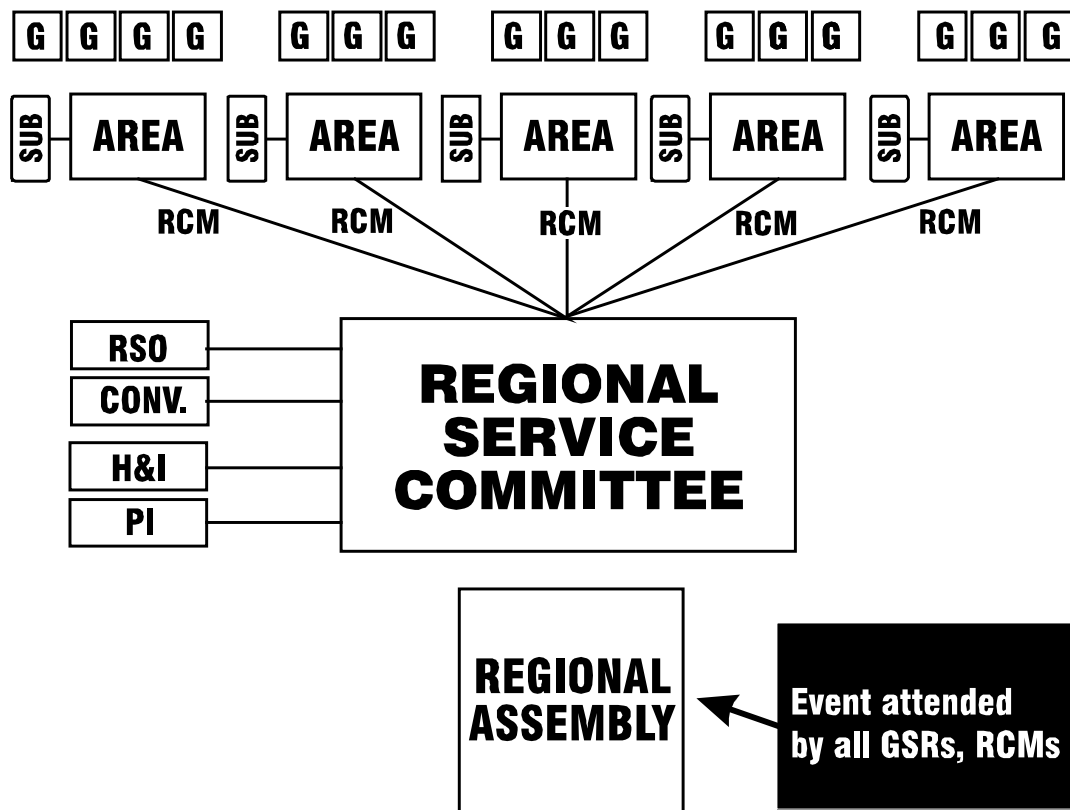 G G G G G G G G G G G G G G G G
SUB AREA SUB AREA SUB AREA SUB AREA SUB AREA
RCM RCM RCM RCM RCM
RSO
CONV.
H&I
PI
REGIONAL
SERVICE
COMMITTEE
REGIONAL
ASSEMBLY
Event attended
by all GSRs, RCMs